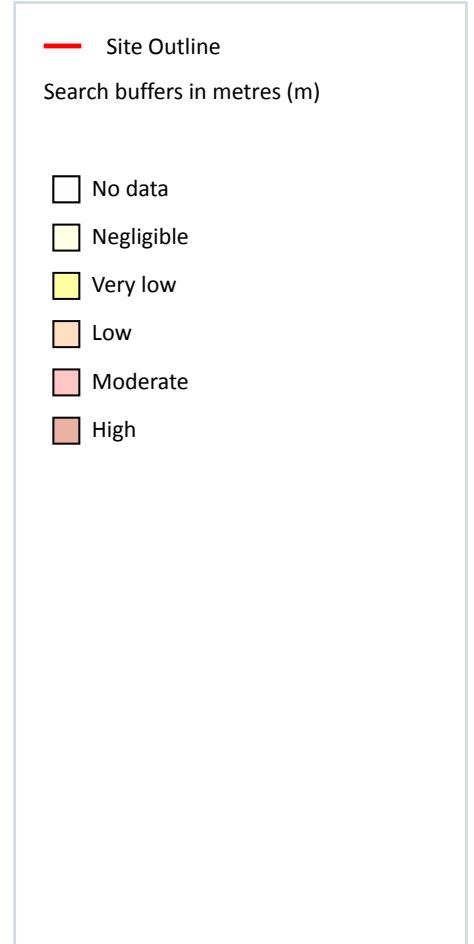 Site Outline
Search buffers in metres (m)
No data
Negligible
Very low
Low
Moderate
High